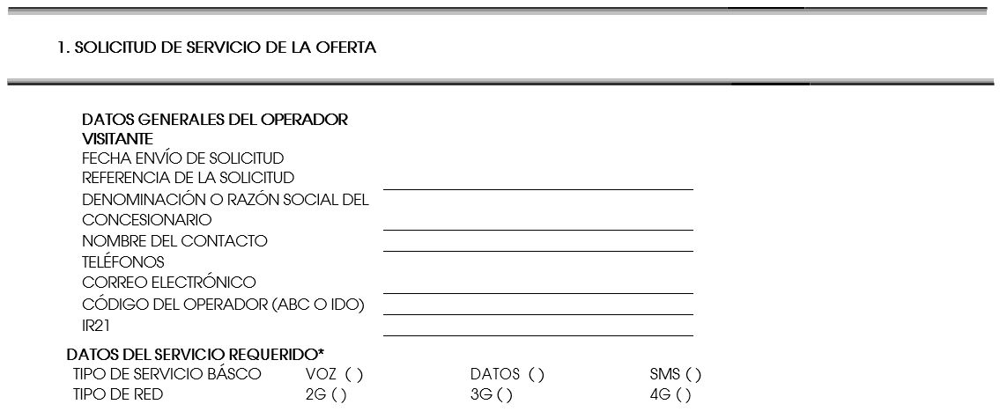 1. SOLICITUD DE SERVICIO DE LA OFERTA
DATOS GENERALES DEL OPERADOR
VISITANTE
FECHA ENVÍO DE SOLICITUD
REFERENCIA DE LA SOLICITUD
DENOMINACIÓN O RAZÓN SOCIAL DEL
CONCESIONARIO
NOMBRE DEL CONTACTO
TELÉFONOS
CORREO ELECTRÓNICO
CÓDIGO DEL OPERADOR (ABC O IDO)
IR21
DATOS DEL SERVICIO REQUERIDO*
TIPO DE SERVICIO BÁSCO VOZ ( ) DATOS ( ) SMS ( )
TIPO DE RED 2G ( ) 3G ( ) 4G ( )